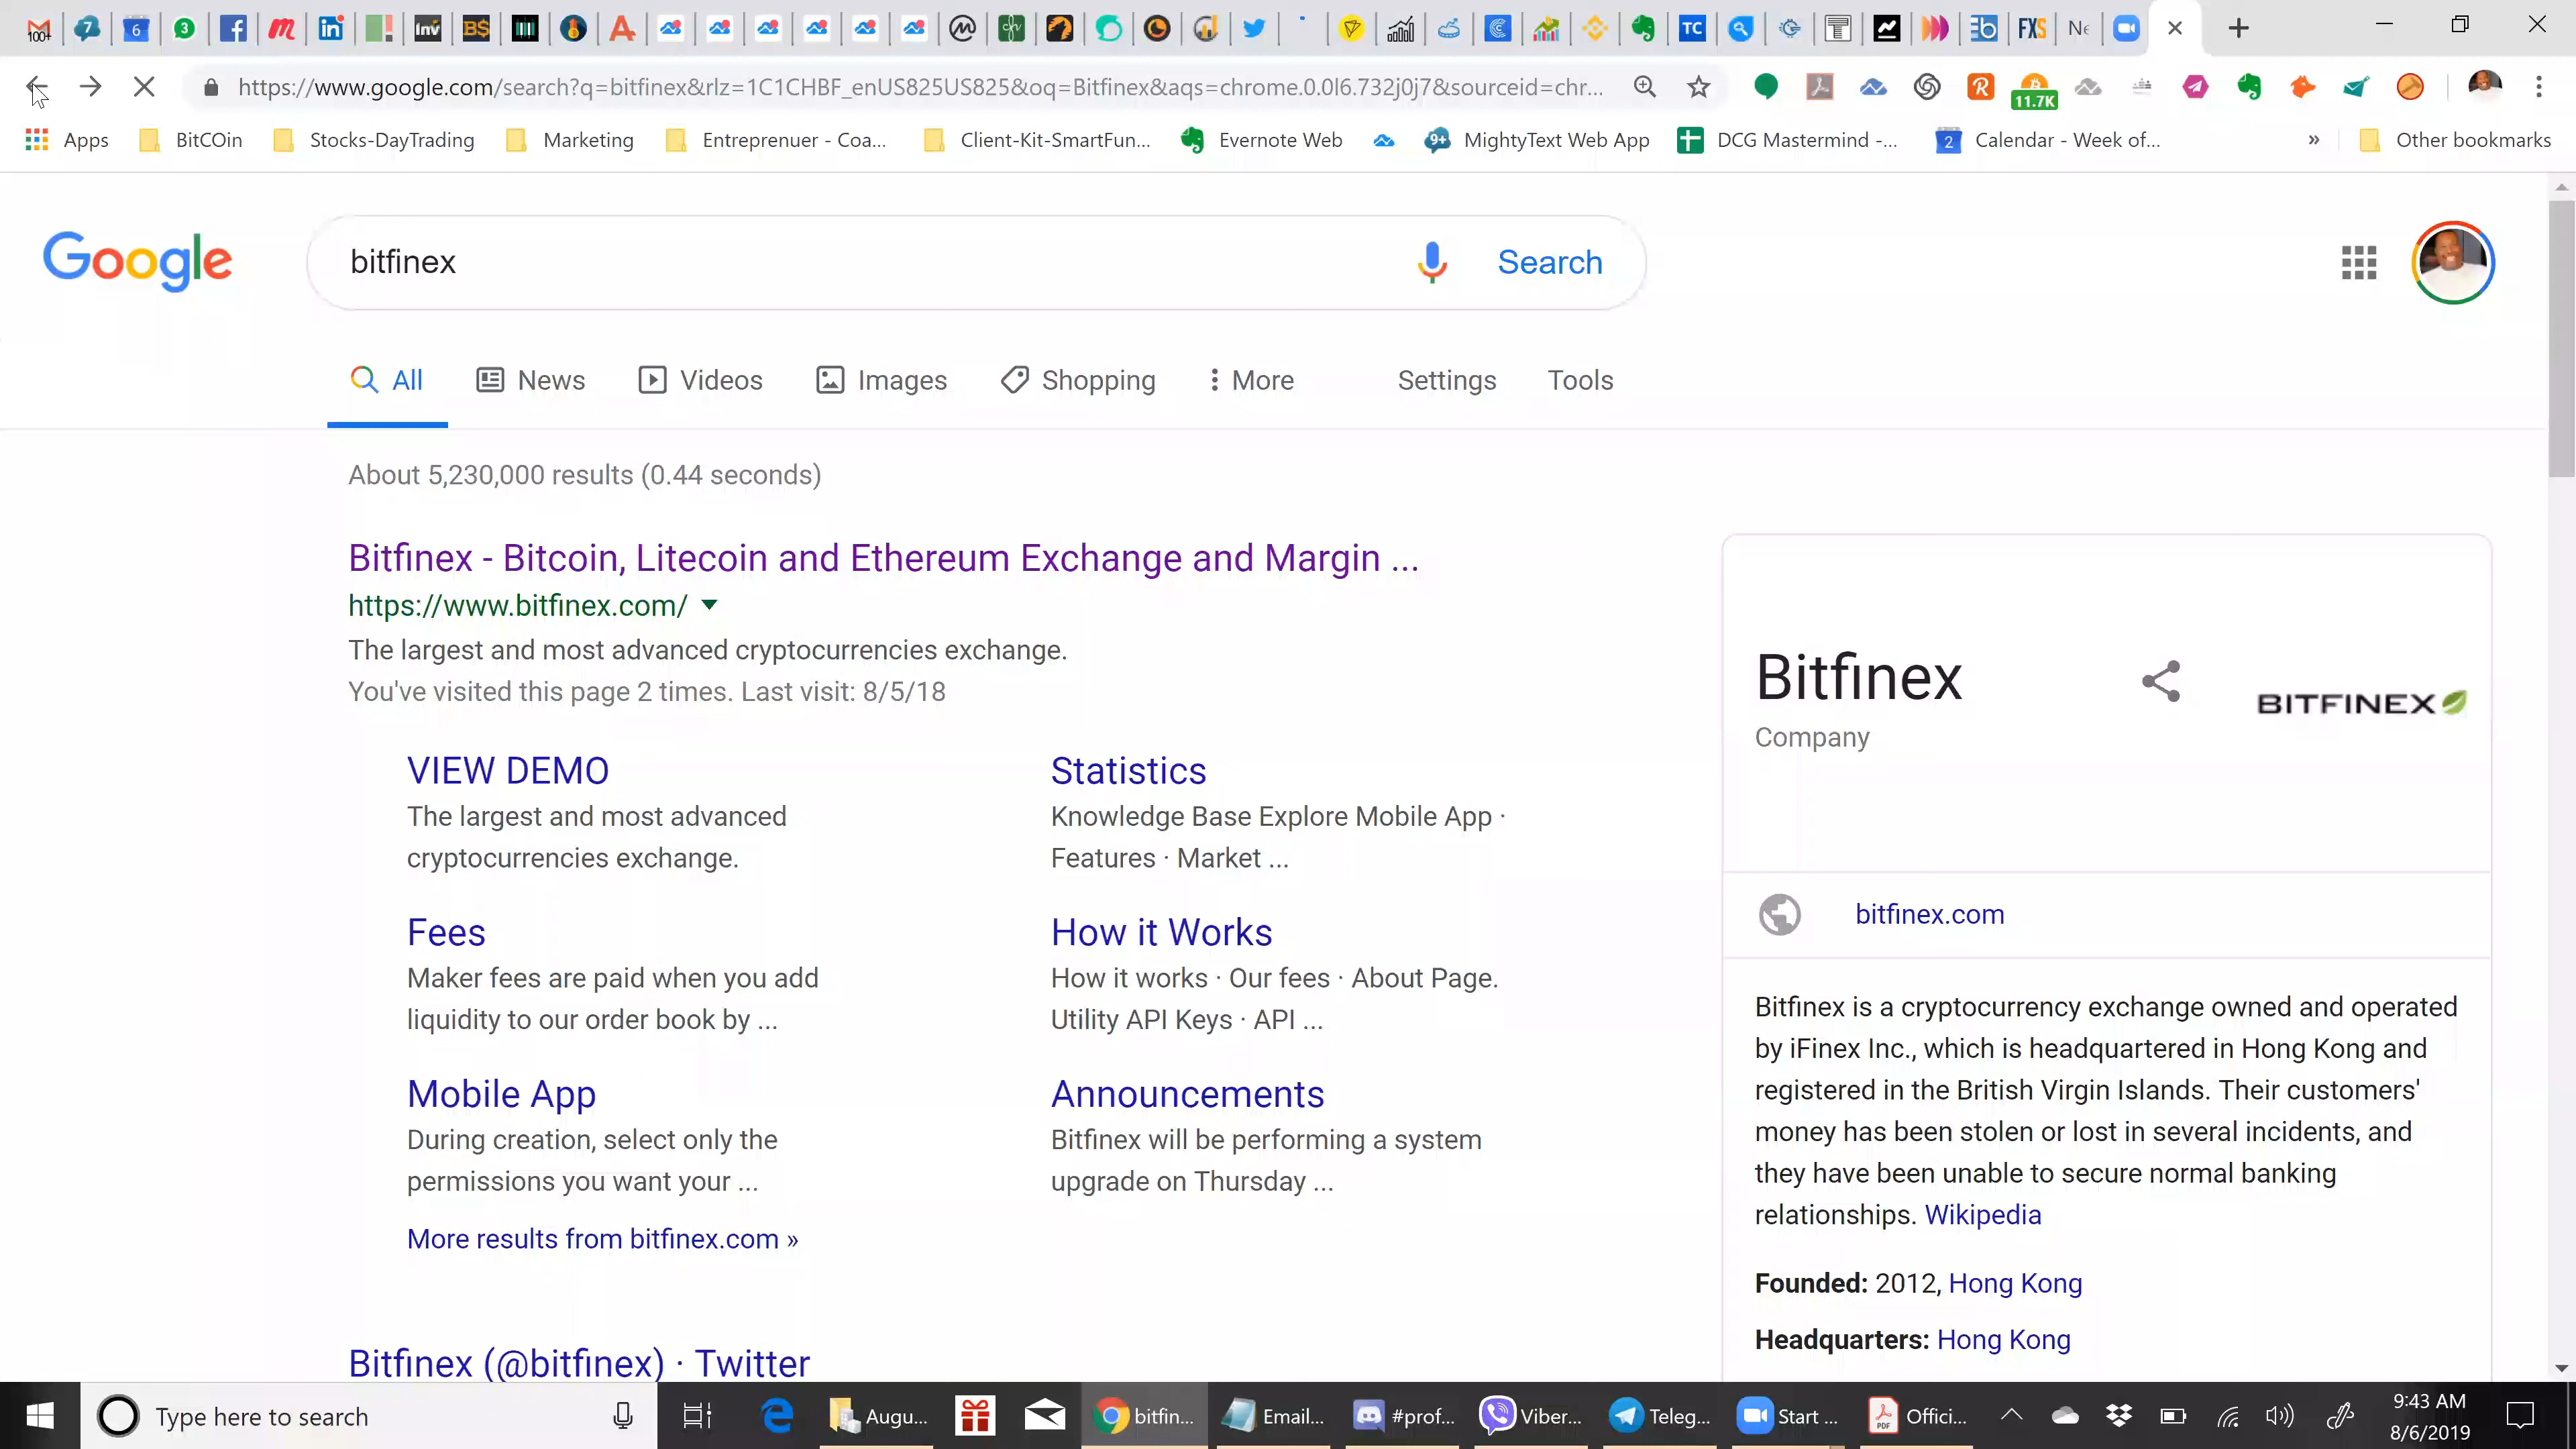 https://www.google.com/search?q=bitfinex&rlz=1C1CHBF_enUS825US825&oq=Bitfinex&aqs=chrome.0.0l6.732j0j7&sourceid=chr...
11.7K
Apps BitCOin Stocks-DayTrading Marketing Entreprenuer - Coa... Client-Kit-SmartFun... Evernote Web MightyText Web App DCG Mastermind -... Calendar - Week of... » Other bookmarks
Google
bitfinex
Search
All News Videos Images Shopping More Settings Tools
About 5,230,000 results (0.44 seconds)
Bitfinex - Bitcoin, Litecoin and Ethereum Exchange and Margin ...
https://www.bitfinex.com/
The largest and most advanced cryptocurrencies exchange.
You've visited this page 2 times. Last visit: 8/5/18
VIEW DEMO
The largest and most advanced
cryptocurrencies exchange.
Statistics
Knowledge Base Explore Mobile App ·
Features · Market ...
Fees
Maker fees are paid when you add
liquidity to our order book by ...
How it Works
How it works · Our fees · About Page.
Utility API Keys · API ...
Mobile App
During creation, select only the
permissions you want your ...
Announcements
Bitfinex will be performing a system
upgrade on Thursday ...
More results from bitfinex.com »
Bitfinex (@bitfinex) · Twitter
Bitfinex
Company
BITFINEX
bitfinex.com
Bitfinex is a cryptocurrency exchange owned and operated
by iFinex Inc., which is headquartered in Hong Kong and
registered in the British Virgin Islands. Their customers'
money has been stolen or lost in several incidents, and
they have been unable to secure normal banking
relationships. Wikipedia
Founded: 2012, Hong Kong
Headquarters: Hong Kong
Type here to search
Augu... bitfin... Email... #prof... Viber... Teleg... Start ... Offici...
9:43 AM
8/6/2019